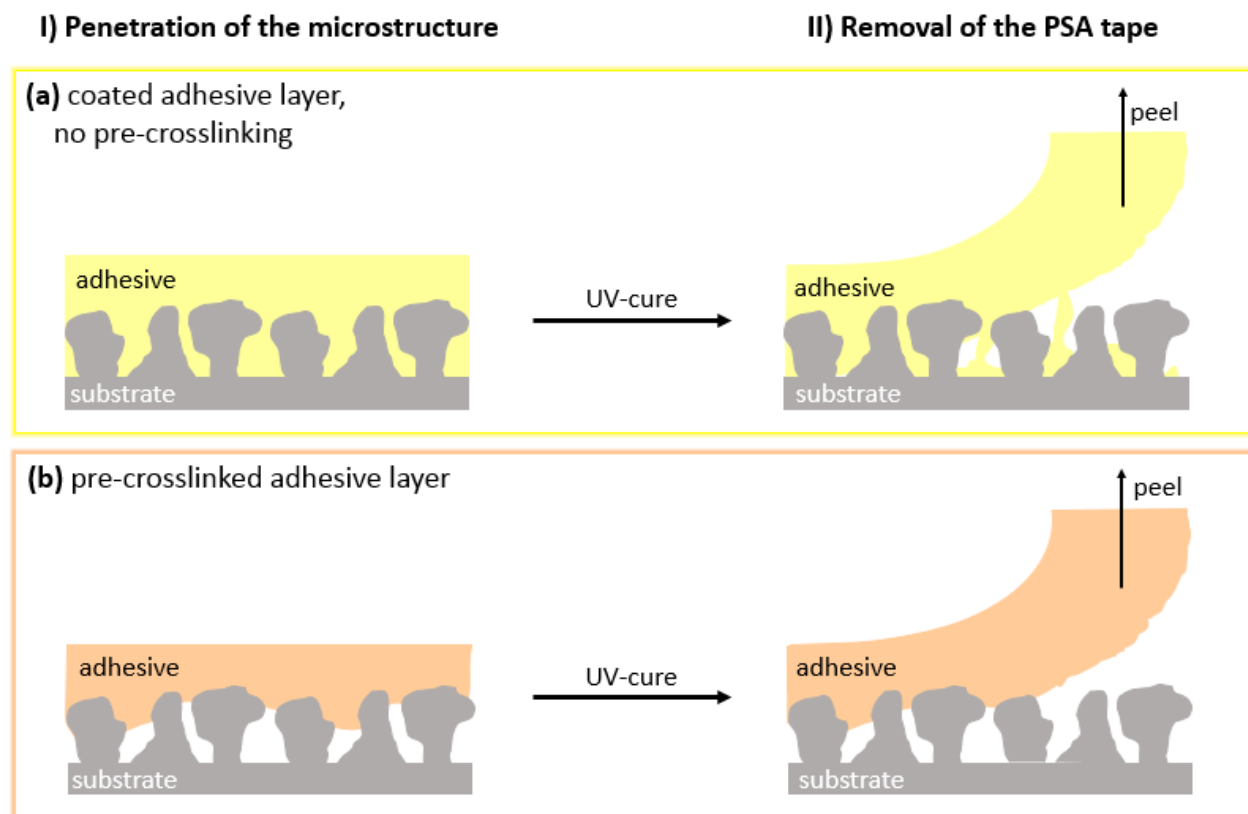 I) Penetration of the microstructure
II) Removal of the PSA tape
(a) coated adhesive layer,
no pre-crosslinking
peel
adhesive
UV-cure
adhesive
substrate
substrate
(b) pre-crosslinked adhesive layer
peel
adhesive
UV-cure
adhesive
substrate
substrate